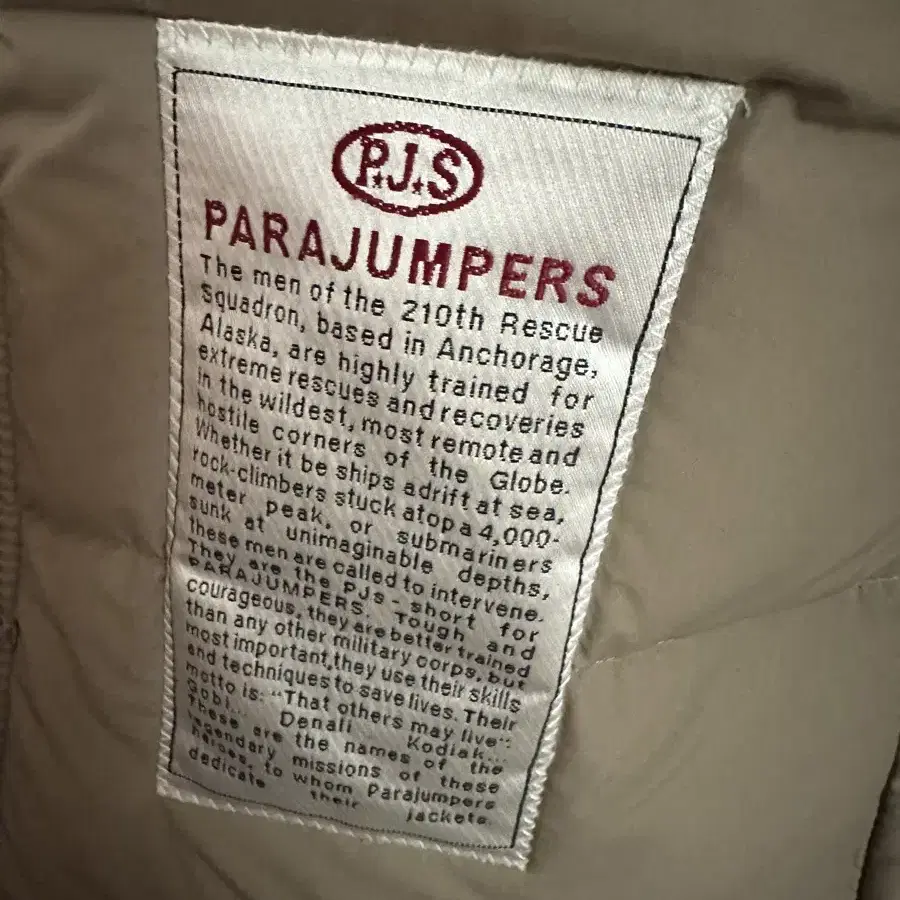 P.J.S
PARAJUMPERS
The men of the 210th Rescue
Squadron, based in Anchorage,
Alaska, are highly trained for
extreme rescues and recoveries
in the wildest, most remote and
hostile corners of the Globe.
Whether it be ships adrift at sea,
rock-climbers stuck atop a 4,000-
meter peak, or submariners
sunk at unimaginable depths,
these men are called to intervene.
They are the PJs - short for
PARAJUMPERS. Tough and
courageous, they are better trained
than any other military corps, but
most important, they use their skills
and techniques to save lives. Their
motto is: "That others may live":
Gobi... Denali Kodiak...
These are the names of the
legendary missions of these
heroes, to whom Parajumpers
dedicate their jackets.